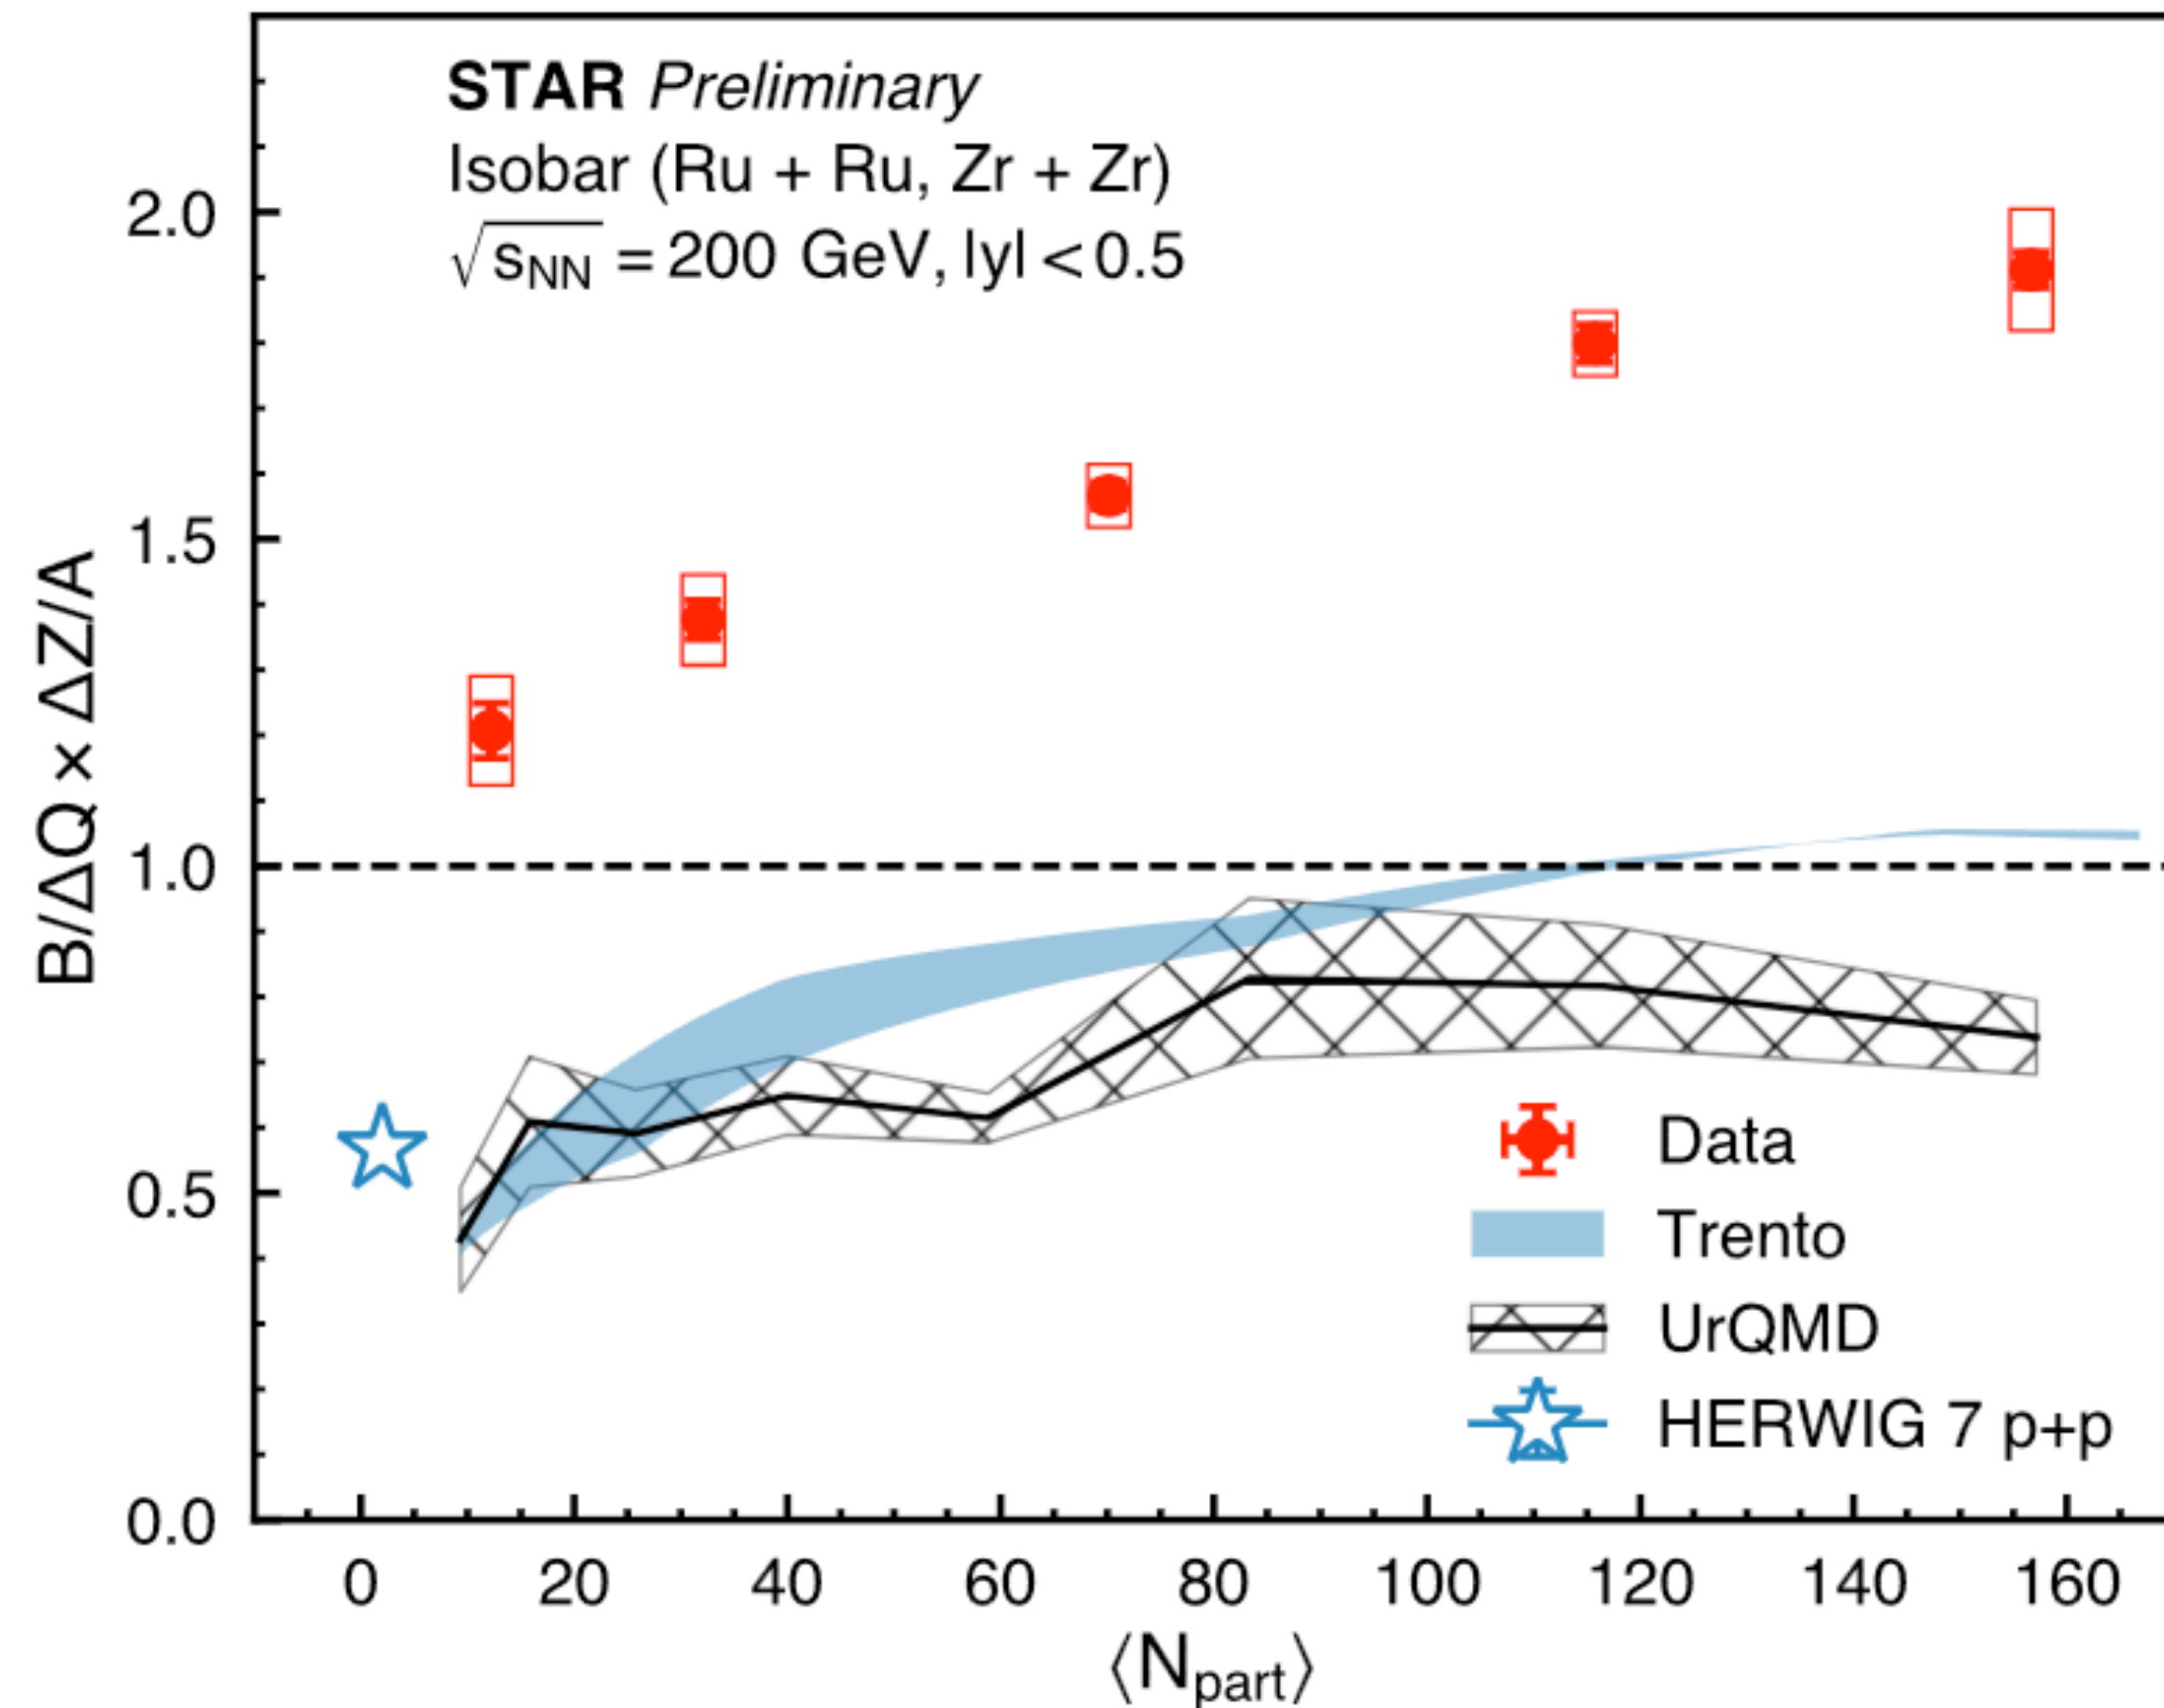 STAR Preliminary
Isobar (Ru + Ru, Zr + Zr)
√sNN = 200 GeV, |y| < 0.5
B/ΔQ × ΔZ/A
2.0
1.5
1.0
0.5
0.0
Data
Trento
UrQMD
HERWIG 7 p+p
0 20 40 60 80 100 120 140 160
⟨Npart⟩